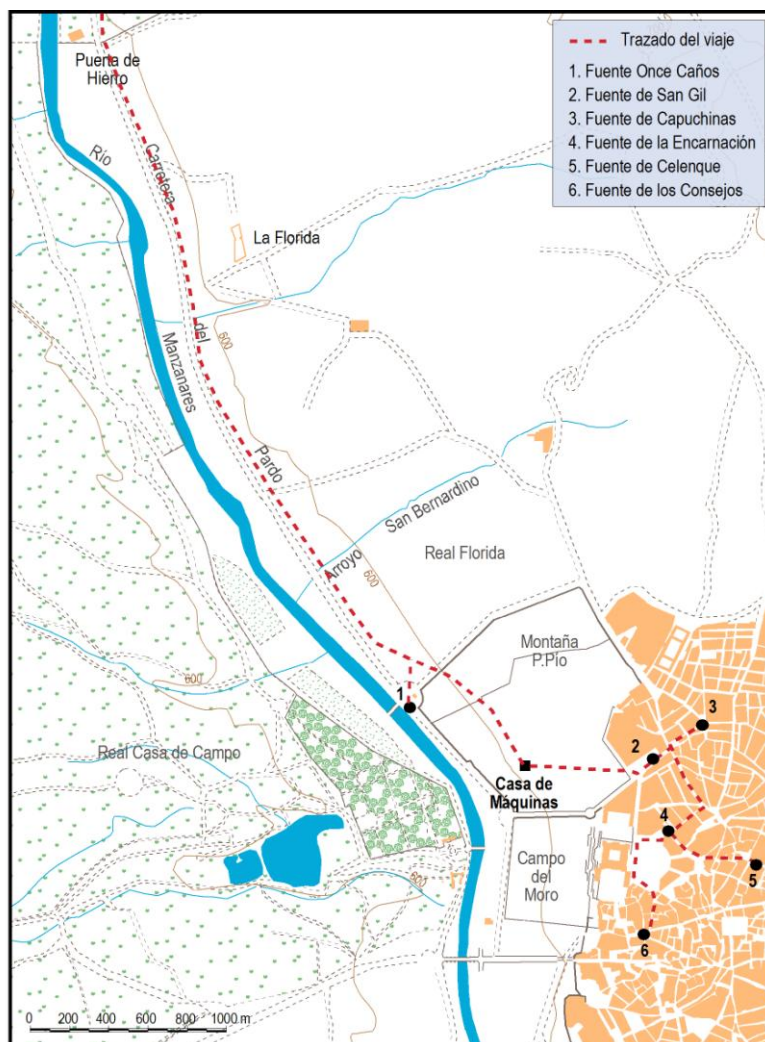 Trazado del viaje
1. Fuente Once Caños
2. Fuente de San Gil
3. Fuente de Capuchinas
4. Fuente de la Encarnación
5. Fuente de Celenque
6. Fuente de los Consejos
Puerta de
Hierro
Río
Carretera
La Florida
del
Manzanares
600
Pardo
San Bernardino
Arroyo
Real Florida
600
Montaña
P.Pío
600
1
3
2
Real Casa de Campo
Casa de
Máquinas
4
Campo
del
Moro
5
600
6
0 200 400 600 800 1000 m